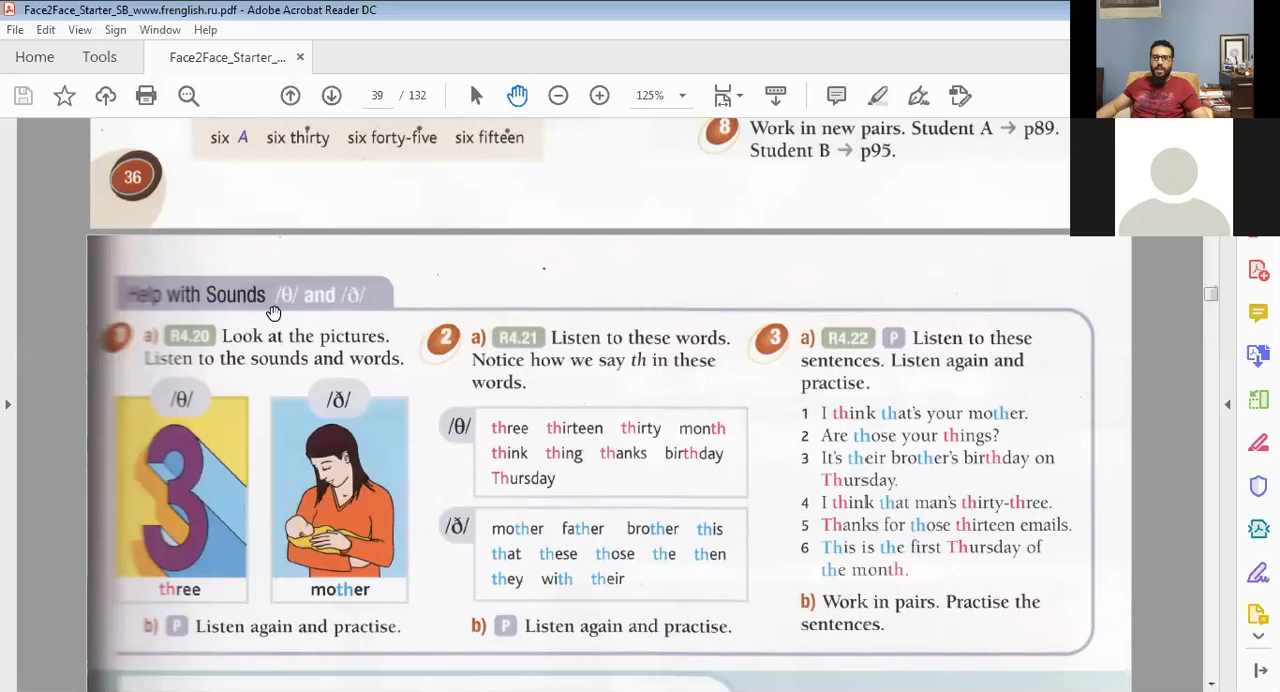 Face2Face_Starter_SB_www.frenglish.ru.pdf - Adobe Acrobat Reader DC
File Edit View Sign Window Help
Home Tools Face2Face_Starter_... ×
39 / 132 125%
six A six thirty six forty-five six fifteen
8 Work in new pairs. Student A → p89.
Student B → p95.
36
Help with Sounds /θ/ and /ð/
1 a) R4.20 Look at the pictures.
Listen to the sounds and words.
/θ/ /ð/
3
three mother
b) P Listen again and practise.
2 a) R4.21 Listen to these words.
Notice how we say th in these
words.
/θ/ three thirteen thirty month
think thing thanks birthday
Thursday
/ð/ mother father brother this
that these those the then
they with their
b) P Listen again and practise.
3 a) R4.22 P Listen to these
sentences. Listen again and
practise.
1 I think that's your mother.
2 Are those your things?
3 It's their brother's birthday on
Thursday.
4 I think that man's thirty-three.
5 Thanks for those thirteen emails.
6 This is the first Thursday of
the month.
b) Work in pairs. Practise the
sentences.